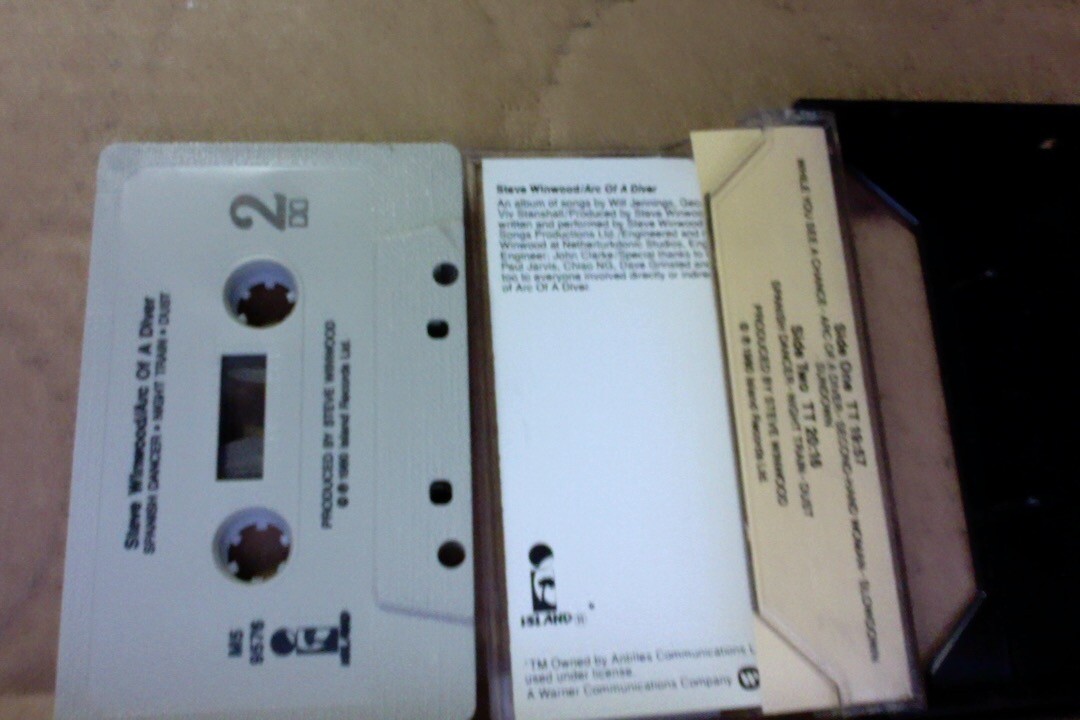 2
Steve Winwood/Arc Of A Diver
SPANISH DANCER • NIGHT TRAIN • DUST
PRODUCED BY STEVE WINWOOD
℗ © 1980 Island Records Ltd.
M5
9576
ISLAND
Steve Winwood/Arc Of A Diver
An album of songs by Will Jennings, Geo
Viv Stanshall/Produced by Steve Winwoo
written and performed by Steve Winwood
Songs Productions Ltd./Engineered and
Winwood at Netherturkdonic Studios, Eng
Engineer: John Clarke/Special thanks to
Paul Jarvis, Chiso NG, Dave Grinsted and
too to everyone involved directly or indire
of Arc Of A Diver.
ISLAND
™ Owned by Antilles Communications L
used under license.
A Warner Communications Company
Side One TT 19:57
WHILE YOU SEE A CHANCE • ARC OF A DIVER • SECOND-HAND WOMAN • SLOWDOWN
SUNDOWN
Side Two TT 20:16
SPANISH DANCER • NIGHT TRAIN • DUST
PRODUCED BY STEVE WINWOOD
℗ © 1980 Island Records Ltd.